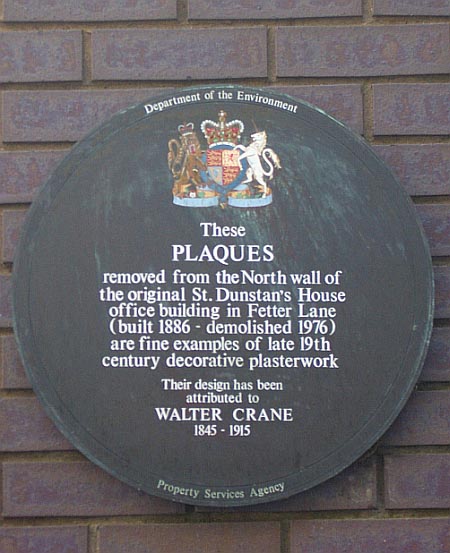 Department of the Environment
These
PLAQUES
removed from the North wall of
the original St. Dunstan's House
office building in Fetter Lane
(built 1886 - demolished 1976)
are fine examples of late 19th
century decorative plasterwork
Their design has been
attributed to
WALTER CRANE
1845 - 1915
Property Services Agency